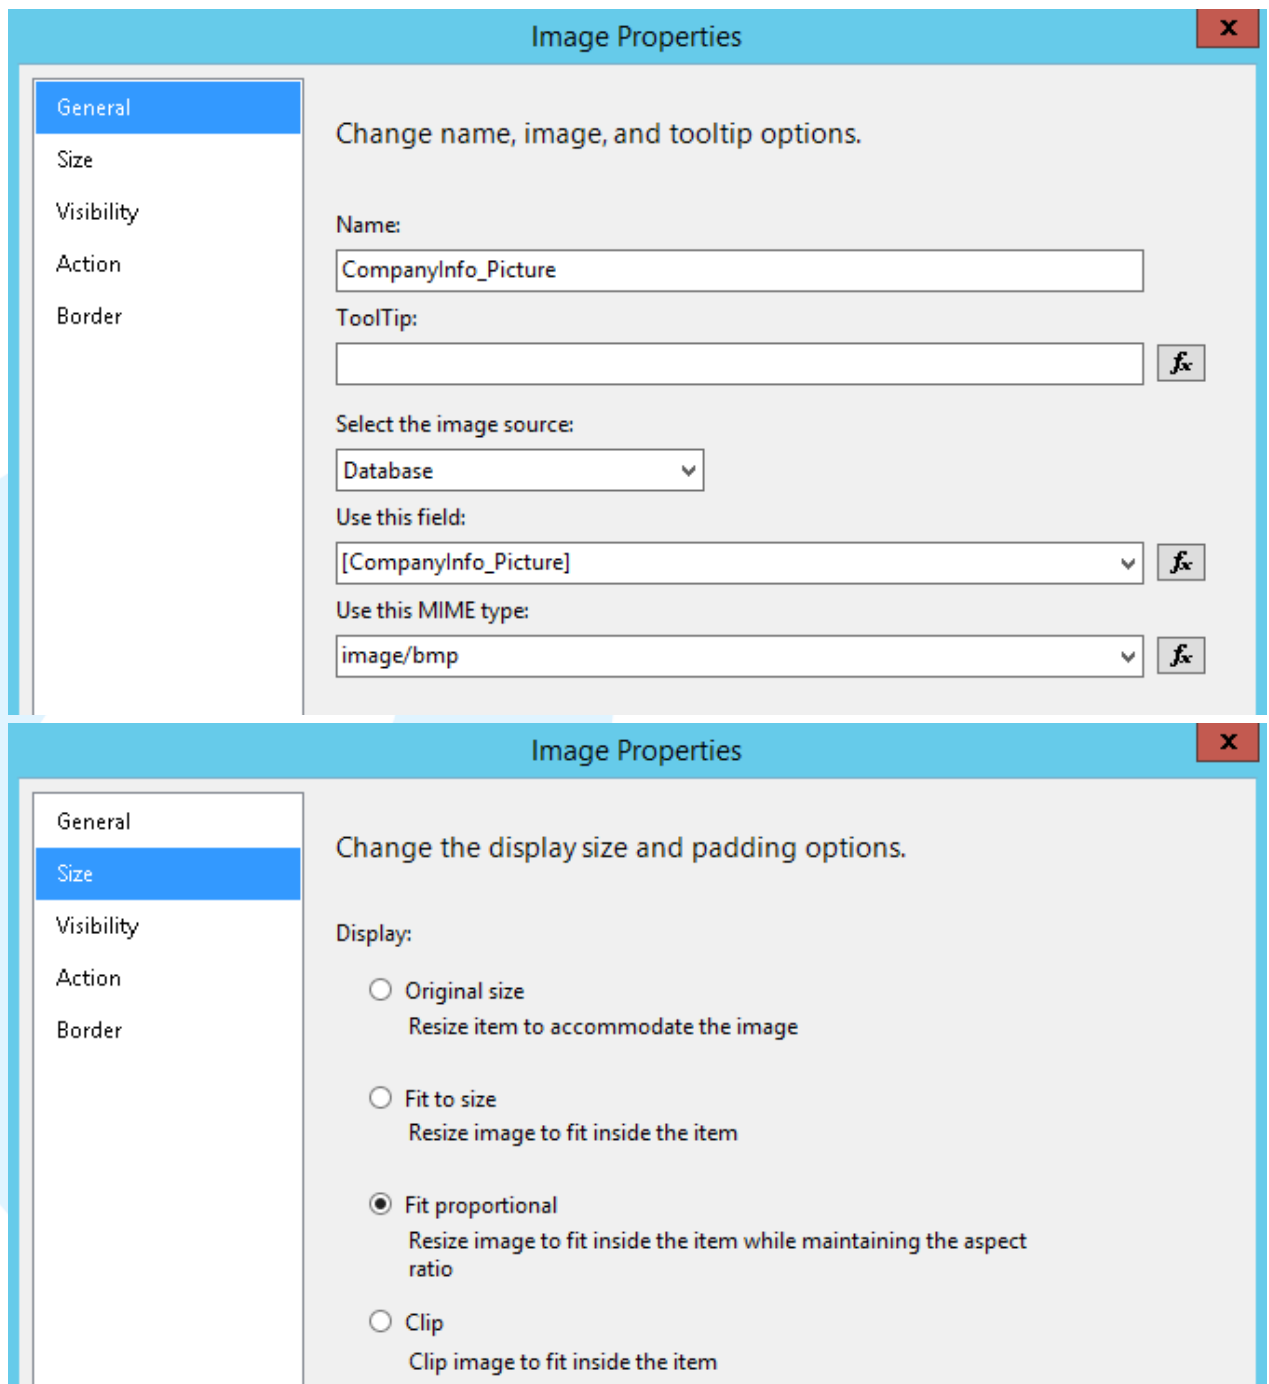 Image Properties
x
General
Size
Visibility
Action
Border
Change name, image, and tooltip options.
Name:
CompanyInfo_Picture
ToolTip:
fx
Select the image source:
Database
Use this field:
[CompanyInfo_Picture]
fx
Use this MIME type:
image/bmp
fx
Image Properties
x
General
Size
Visibility
Action
Border
Change the display size and padding options.
Display:
Original size
Resize item to accommodate the image
Fit to size
Resize image to fit inside the item
Fit proportional
Resize image to fit inside the item while maintaining the aspect
ratio
Clip
Clip image to fit inside the item